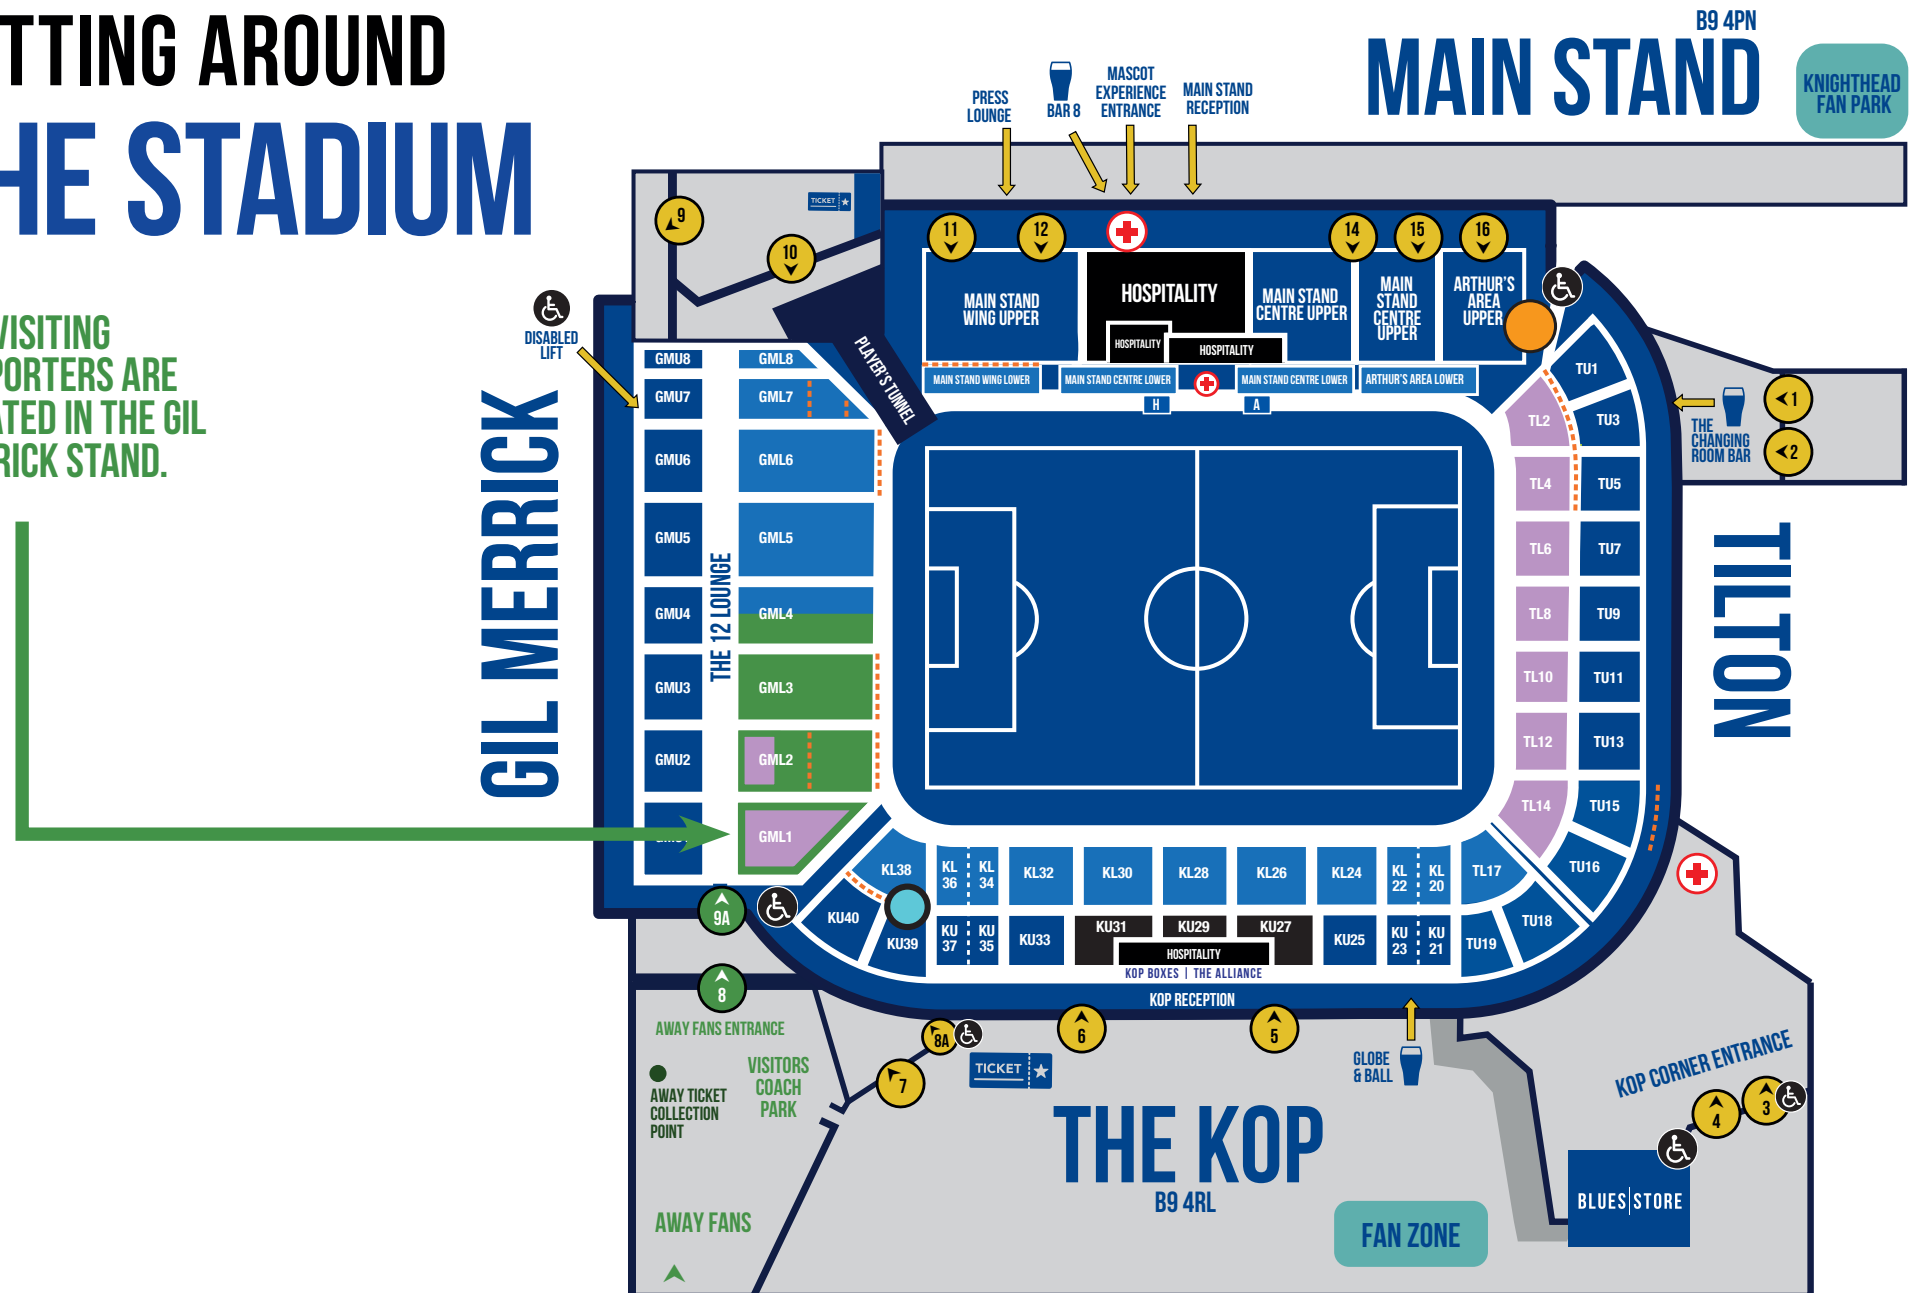 TTING AROUND
HE STADIUM
VISITING
PORTERS ARE
ATED IN THE GIL
RICK STAND.
B9 4PN
MAIN STAND
KNIGHTHEAD
FAN PARK
PRESS
LOUNGE
BAR 8
MASCOT
EXPERIENCE
ENTRANCE
MAIN STAND
RECEPTION
TICKET
9
10
11
12
14
15
16
DISABLED
LIFT
PLAYER'S TUNNEL
MAIN STAND
WING UPPER
HOSPITALITY
HOSPITALITY
HOSPITALITY
MAIN STAND
CENTRE UPPER
MAIN
STAND
CENTRE
UPPER
ARTHUR'S
AREA
UPPER
MAIN STAND WING LOWER
MAIN STAND CENTRE LOWER
MAIN STAND CENTRE LOWER
ARTHUR'S AREA LOWER
H
A
GIL MERRICK
GMU8
GMU7
GMU6
GMU5
GMU4
GMU3
GMU2
THE 12 LOUNGE
GML8
GML7
GML6
GML5
GML4
GML3
GML2
GML1
TL2
TL4
TL6
TL8
TL10
TL12
TL14
TU1
TU3
TU5
TU7
TU9
TU11
TU13
TU15
TU16
TL17
TU18
TU19
THE
CHANGING
ROOM BAR
1
2
TILTON
KL38
KL
36
KL
34
KL32
KL30
KL28
KL26
KL24
KL
22
KL
20
KU40
KU39
KU
37
KU
35
KU33
KU31
KU29
KU27
KU25
KU
23
KU
21
HOSPITALITY
KOP BOXES | THE ALLIANCE
KOP RECEPTION
9A
8
AWAY FANS ENTRANCE
AWAY TICKET
COLLECTION
POINT
VISITORS
COACH
PARK
AWAY FANS
8A
7
6
5
TICKET
GLOBE
& BALL
THE KOP
B9 4RL
FAN ZONE
KOP CORNER ENTRANCE
4
3
BLUES|STORE